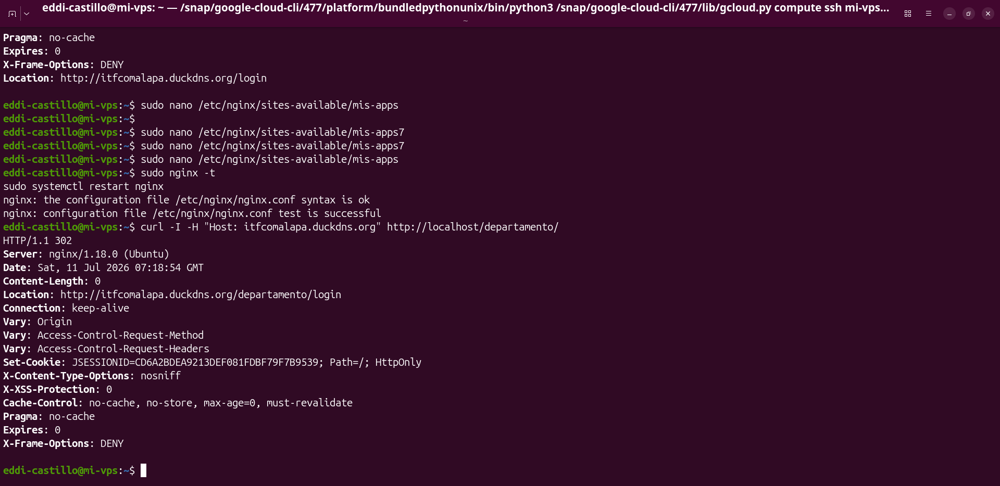 eddi-castillo@mi-vps: ~ — /snap/google-cloud-cli/477/platform/bundledpythonunix/bin/python3 /snap/google-cloud-cli/477/lib/gcloud.py compute ssh mi-vps...
~
Pragma: no-cache
Expires: 0
X-Frame-Options: DENY
Location: http://itfcomalapa.duckdns.org/login
eddi-castillo@mi-vps:~$ sudo nano /etc/nginx/sites-available/mis-apps
eddi-castillo@mi-vps:~$
eddi-castillo@mi-vps:~$ sudo nano /etc/nginx/sites-available/mis-apps7
eddi-castillo@mi-vps:~$ sudo nano /etc/nginx/sites-available/mis-apps7
eddi-castillo@mi-vps:~$ sudo nano /etc/nginx/sites-available/mis-apps
eddi-castillo@mi-vps:~$ sudo nginx -t
sudo systemctl restart nginx
nginx: the configuration file /etc/nginx/nginx.conf syntax is ok
nginx: configuration file /etc/nginx/nginx.conf test is successful
eddi-castillo@mi-vps:~$ curl -I -H "Host: itfcomalapa.duckdns.org" http://localhost/departamento/
HTTP/1.1 302
Server: nginx/1.18.0 (Ubuntu)
Date: Sat, 11 Jul 2026 07:18:54 GMT
Content-Length: 0
Location: http://itfcomalapa.duckdns.org/departamento/login
Connection: keep-alive
Vary: Origin
Vary: Access-Control-Request-Method
Vary: Access-Control-Request-Headers
Set-Cookie: JSESSIONID=CD6A2BDEA9213DEF081FDBF79F7B9539; Path=/; HttpOnly
X-Content-Type-Options: nosniff
X-XSS-Protection: 0
Cache-Control: no-cache, no-store, max-age=0, must-revalidate
Pragma: no-cache
Expires: 0
X-Frame-Options: DENY
eddi-castillo@mi-vps:~$